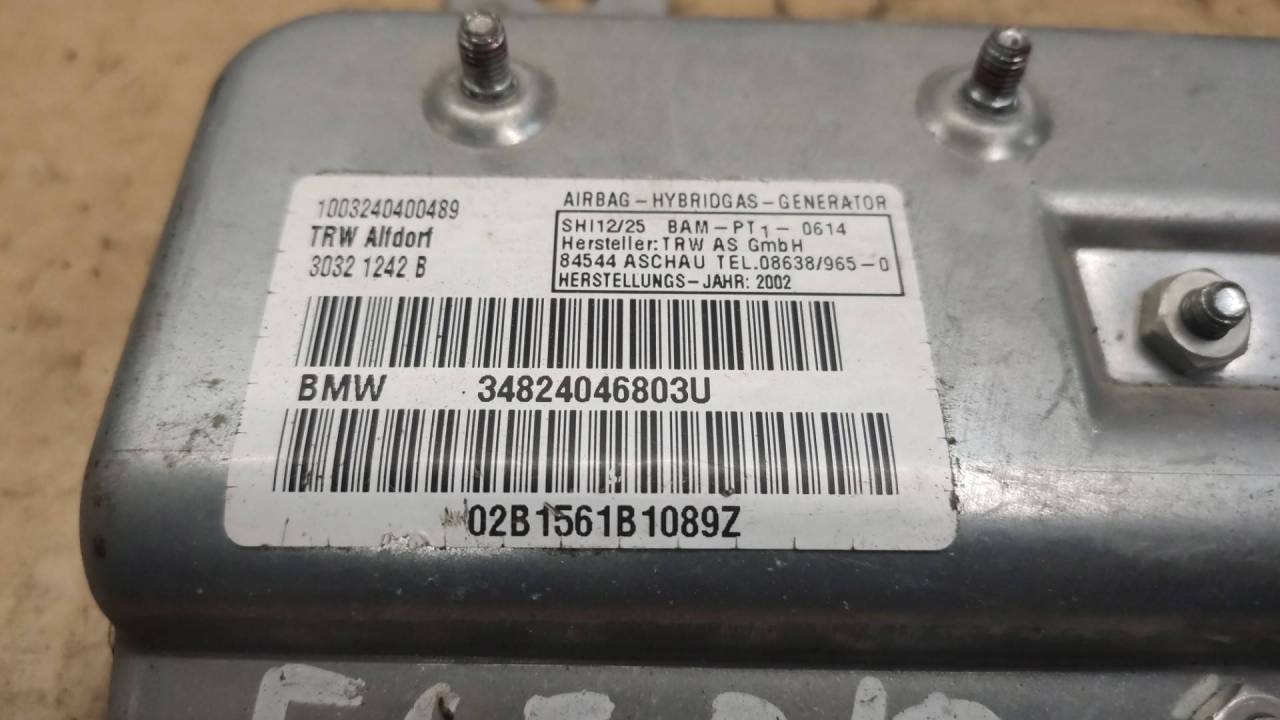 1003240400489
TRW Alfdorf
3032 1242 B
AIRBAG-HYBRIDGAS-GENERATOR
SHI12/25 BAM-PT1-0614
Hersteller: TRW AS GmbH
84544 ASCHAU TEL.08638/965-0
HERSTELLUNGS-JAHR: 2002
BMW 34824046803U
02B1561B1089Z